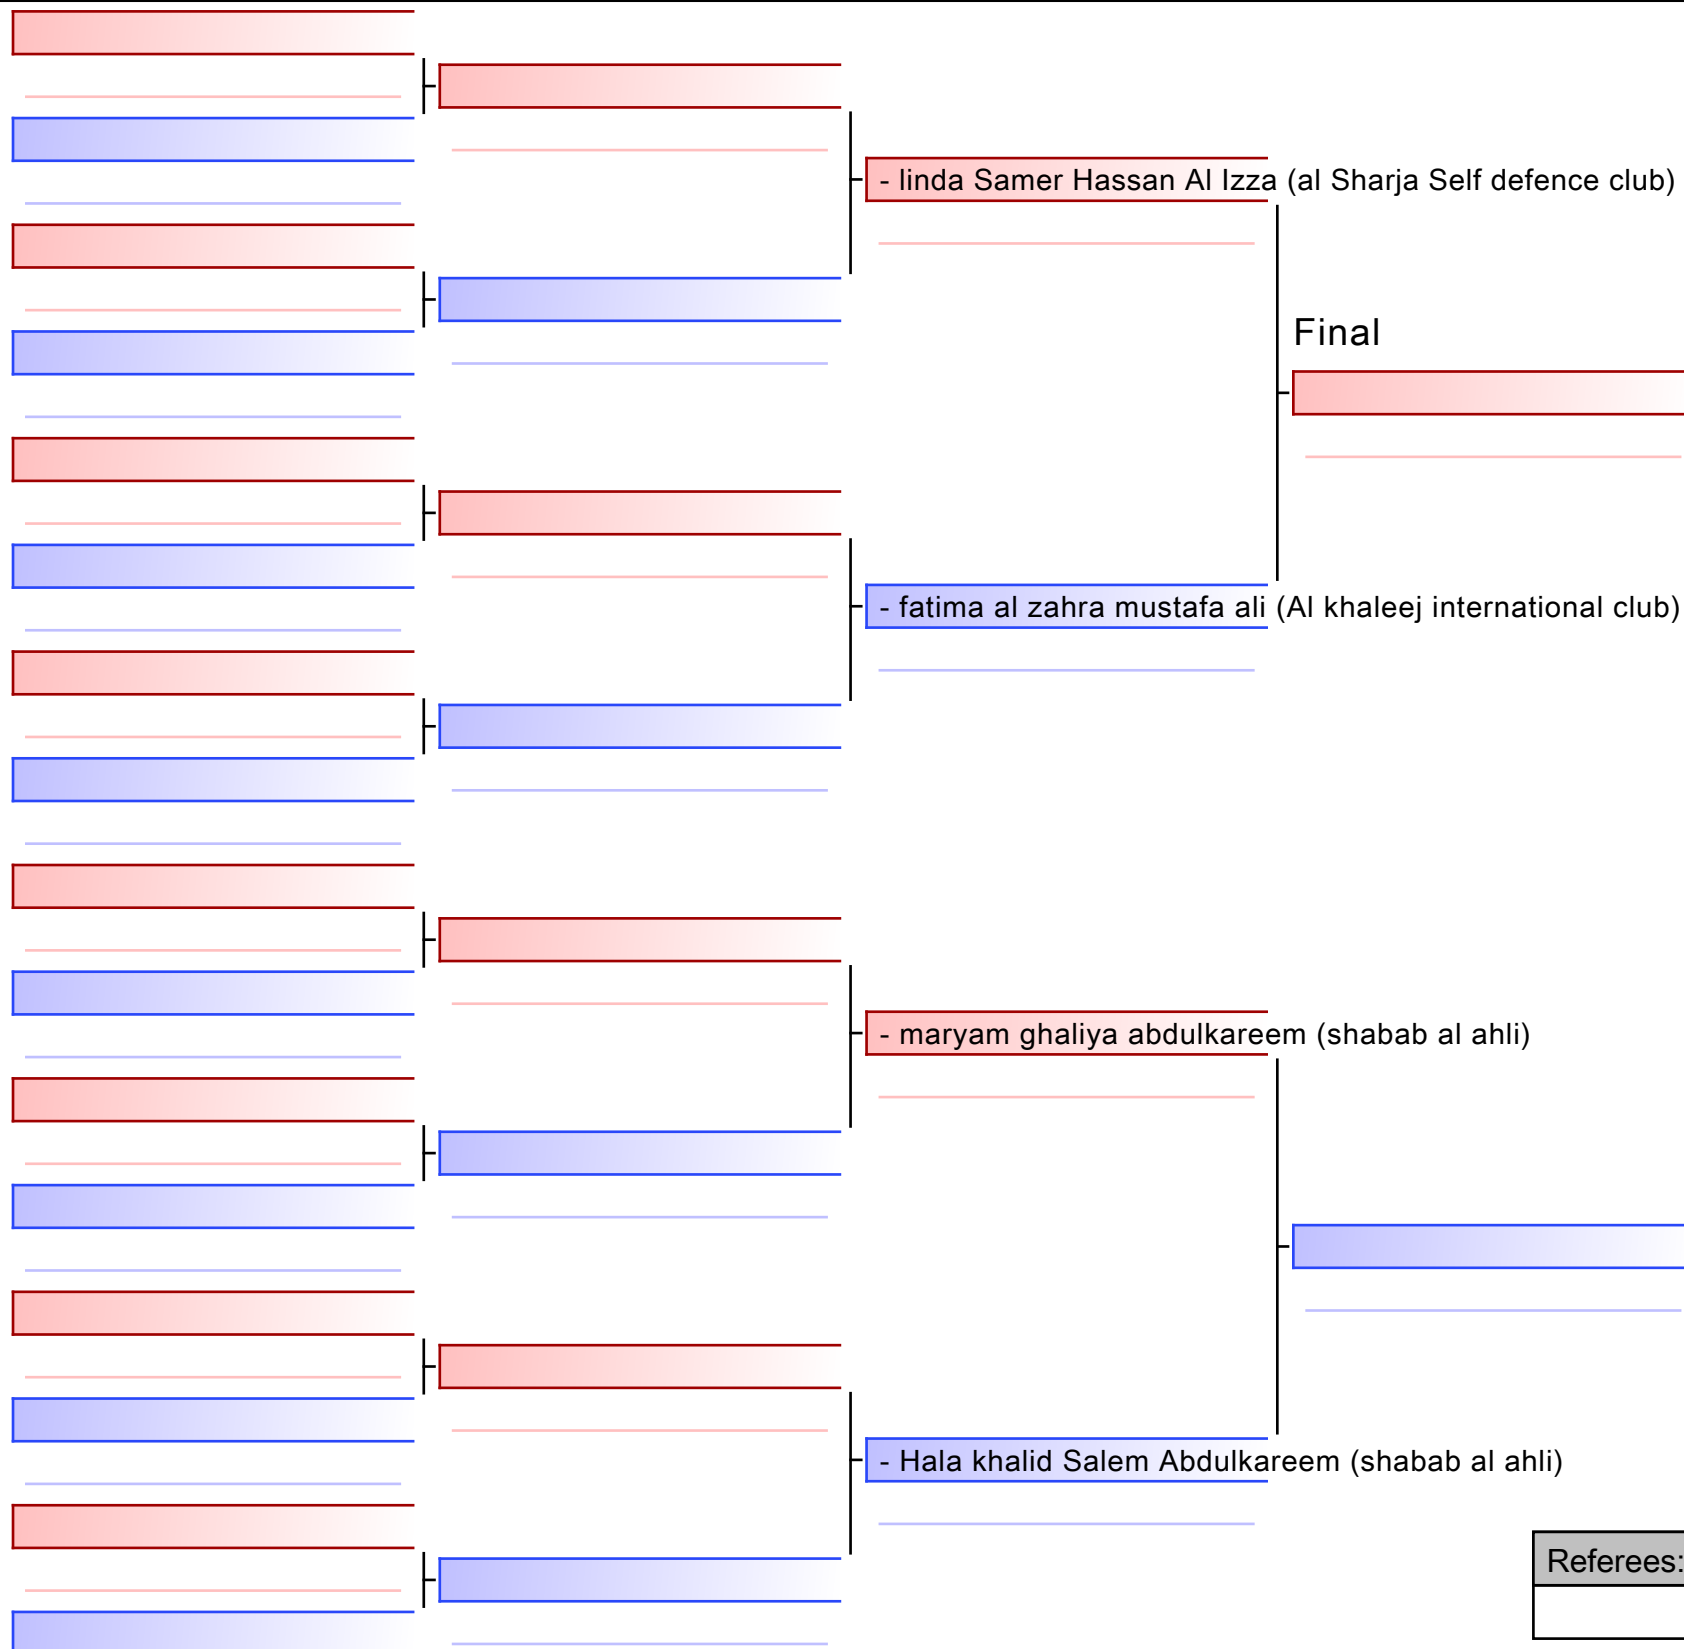 - linda Samer Hassan Al Izza (al Sharja Self defence club)
Final
- fatima al zahra mustafa ali (Al khaleej international club)
- maryam ghaliya abdulkareem (shabab al ahli)
- Hala khalid Salem Abdulkareem (shabab al ahli)
Referees: